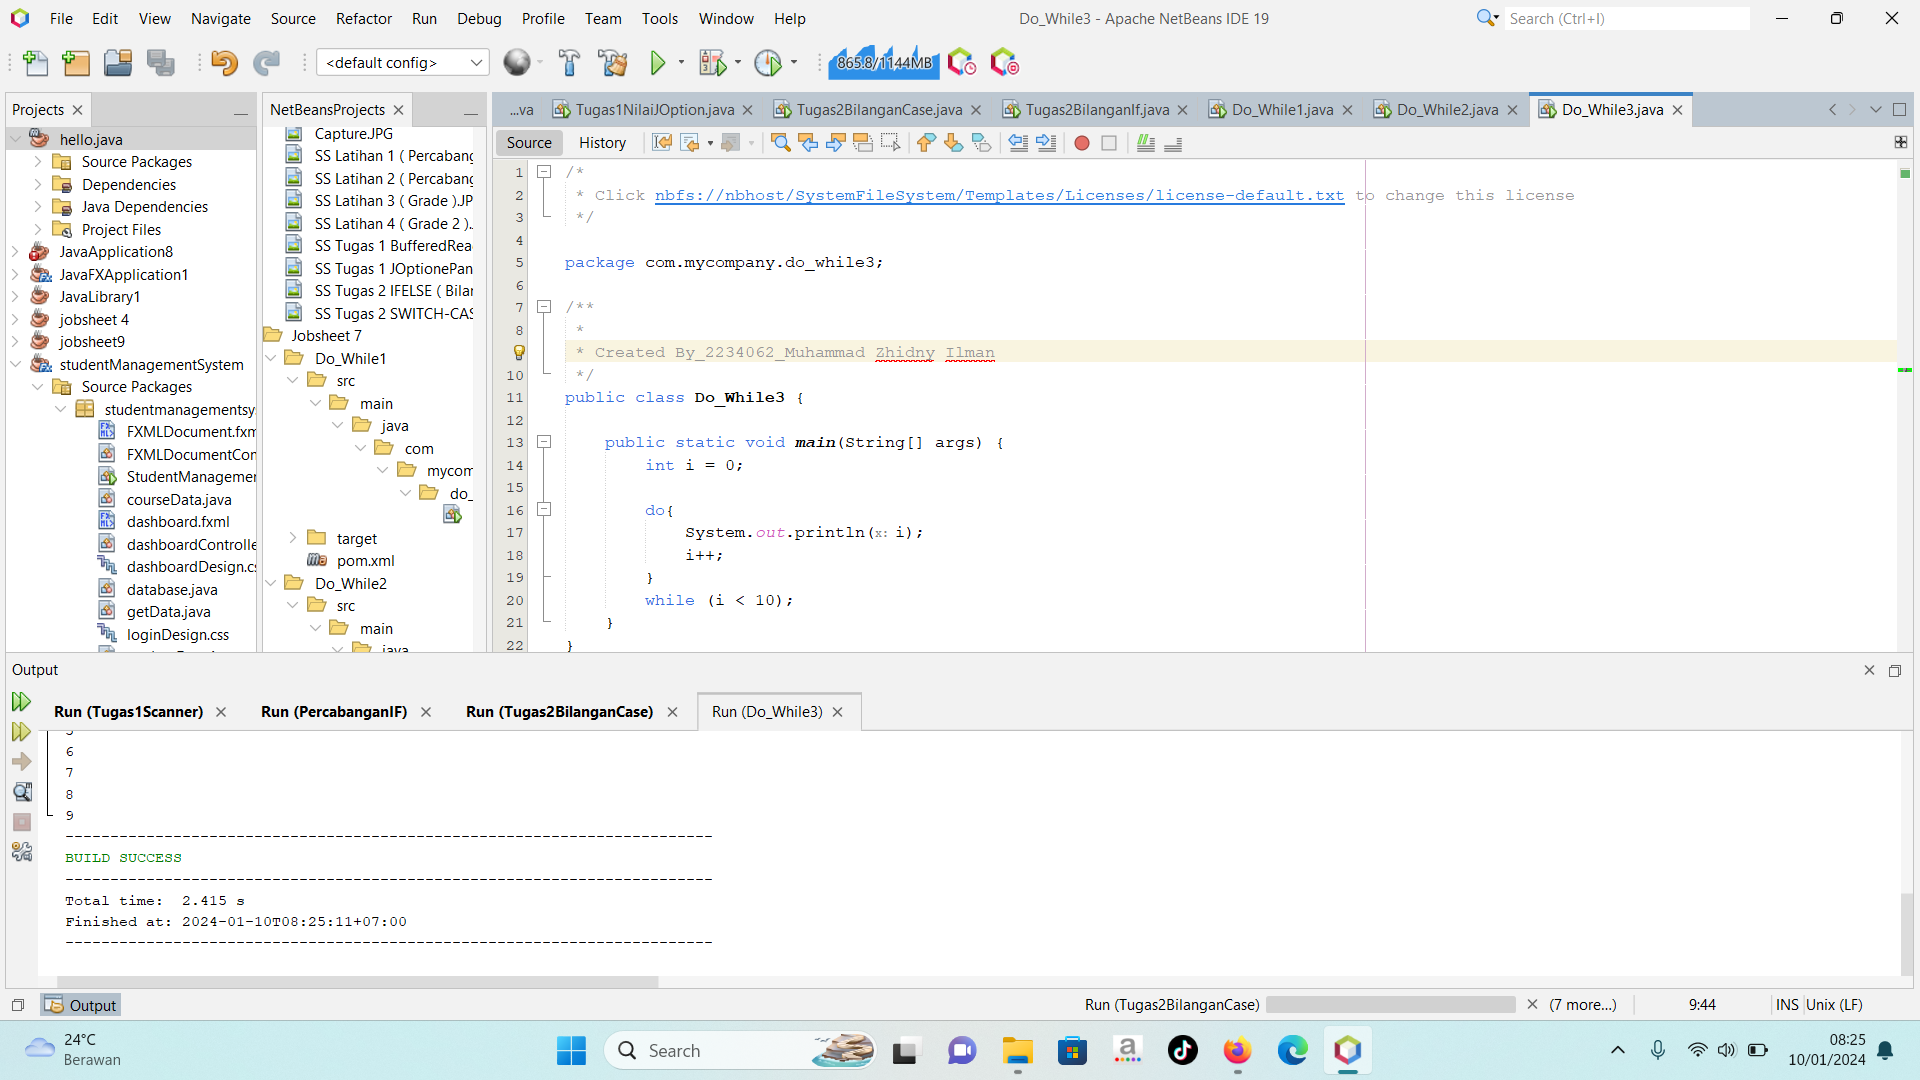 File Edit View Navigate Source Refactor Run Debug Profile Team Tools Window Help
Do_While3 - Apache NetBeans IDE 19
Search (Ctrl+I)
<default config>
865.8/1144MB
Projects
hello.java
Source Packages
Dependencies
Java Dependencies
Project Files
JavaApplication8
JavaFXApplication1
JavaLibrary1
jobsheet 4
jobsheet9
studentManagementSystem
Source Packages
studentmanagementsy
FXMLDocument.fxm
FXMLDocumentCon
StudentManagemer
courseData.java
dashboard.fxml
dashboardControlle
dashboardDesign.cs
database.java
getData.java
loginDesign.css
NetBeansProjects
Capture.JPG
SS Latihan 1 ( Percabang
SS Latihan 2 ( Percabang
SS Latihan 3 ( Grade ).JP
SS Latihan 4 ( Grade 2 ).
SS Tugas 1 BufferedRea
SS Tugas 1 JOptionePan
SS Tugas 2 IFELSE ( Bilar
SS Tugas 2 SWITCH-CAS
Jobsheet 7
Do_While1
src
main
java
com
mycom
do_
target
pom.xml
Do_While2
src
main
java
...va Tugas1NilaiJOption.java Tugas2BilanganCase.java Tugas2BilanganIf.java Do_While1.java Do_While2.java Do_While3.java
Source History
1 /*
2 * Click nbfs://nbhost/SystemFileSystem/Templates/Licenses/license-default.txt to change this license
3 */
4
5 package com.mycompany.do_while3;
6
7 /**
8 *
* Created By_2234062_Muhammad Zhidny Ilman
10 */
11 public class Do_While3 {
12
13 public static void main(String[] args) {
14 int i = 0;
15
16 do{
17 System.out.println(x: i);
18 i++;
19 }
20 while (i < 10);
21 }
22 }
Output
Run (Tugas1Scanner) Run (PercabanganIF) Run (Tugas2BilanganCase) Run (Do_While3)
6
7
8
9
------------------------------------------------------------------------
BUILD SUCCESS
------------------------------------------------------------------------
Total time:  2.415 s
Finished at: 2024-01-10T08:25:11+07:00
------------------------------------------------------------------------
Output
Run (Tugas2BilanganCase) (7 more...) 9:44 INS Unix (LF)
24°C
Berawan
Search
08:25
10/01/2024